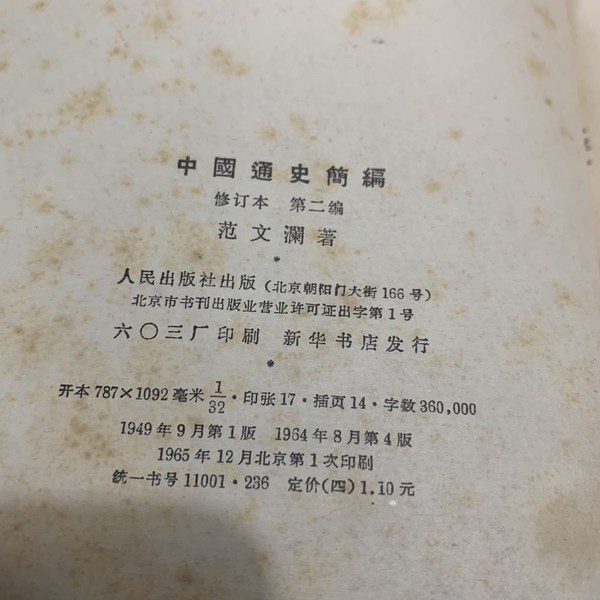 中國通史簡編
修订本 第二编
范文澜著
*
人民出版社出版(北京朝阳门大街166号)
北京市书刊出版业营业许可证出字第1号
六〇三厂印刷 新华书店发行
*
开本787×1092毫米1/32·印张17·插页14·字数360,000
1949年9月第1版 1964年8月第4版
1965年12月北京第1次印刷
统一书号11001·236 定价(四)1.10元